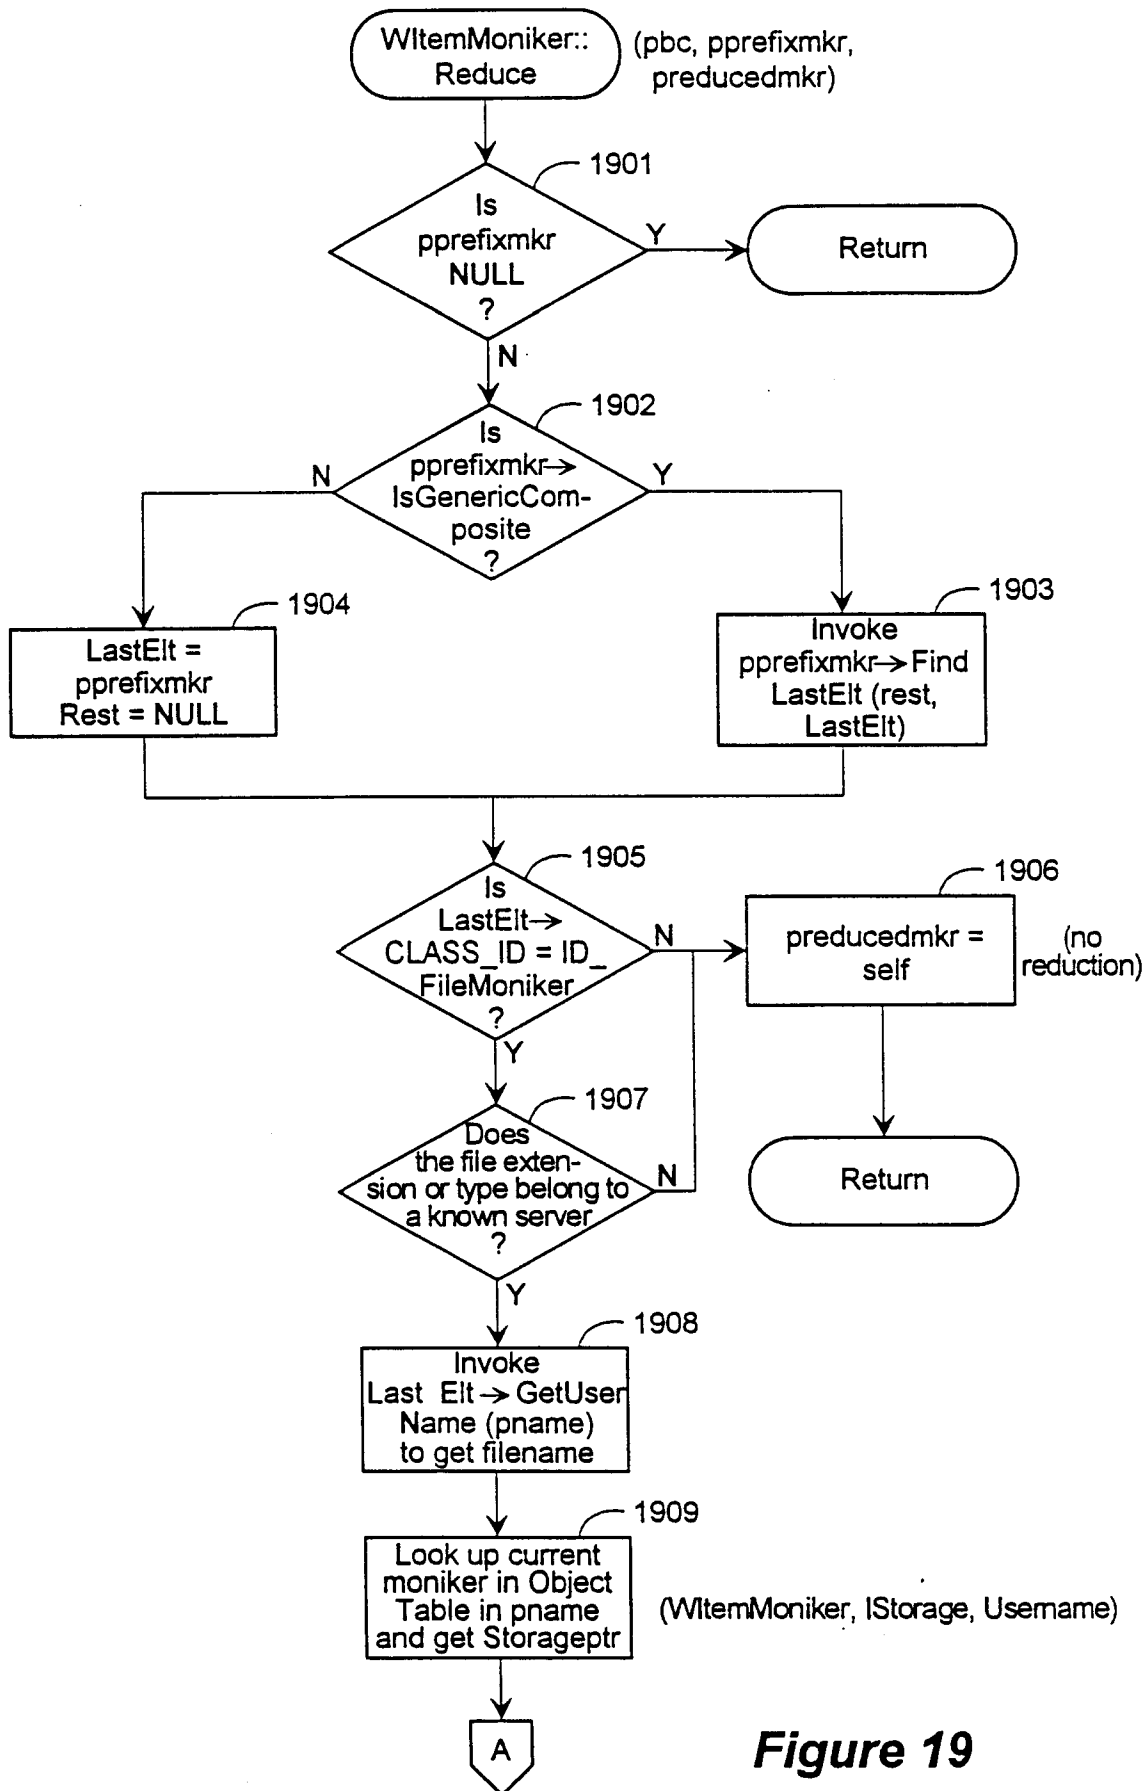 WItemMoniker::
Reduce
(pbc, pprefixmkr,
preducedmkr)
1901
Is
pprefixmkr
NULL
?
Y
Return
N
1902
Is
pprefixmkr→
IsGenericCom-
posite
?
N
Y
1904
LastElt =
pprefixmkr
Rest = NULL
1903
Invoke
pprefixmkr→Find
LastElt (rest,
LastElt)
1905
Is
LastElt→
CLASS_ID = ID_
FileMoniker
?
N
Y
1906
preducedmkr =
self
(no
reduction)
Return
1907
Does
the file exten-
sion or type belong to
a known server
?
N
Y
1908
Invoke
Last Elt → GetUser
Name (pname)
to get filename
1909
Look up current
moniker in Object
Table in pname
and get Storageptr
(WItemMoniker, IStorage, Username)
A
Figure 19